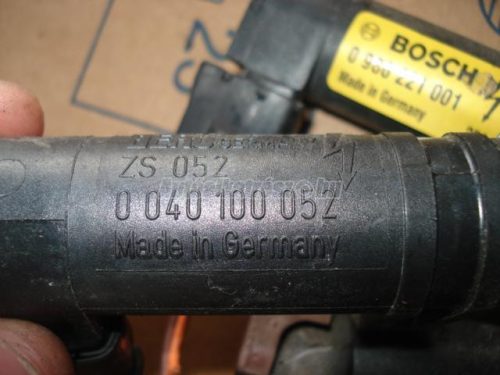 BOSCH
0 986 221 001
Made in Germany
ZS 052
0 040 100 052
Made in Germany